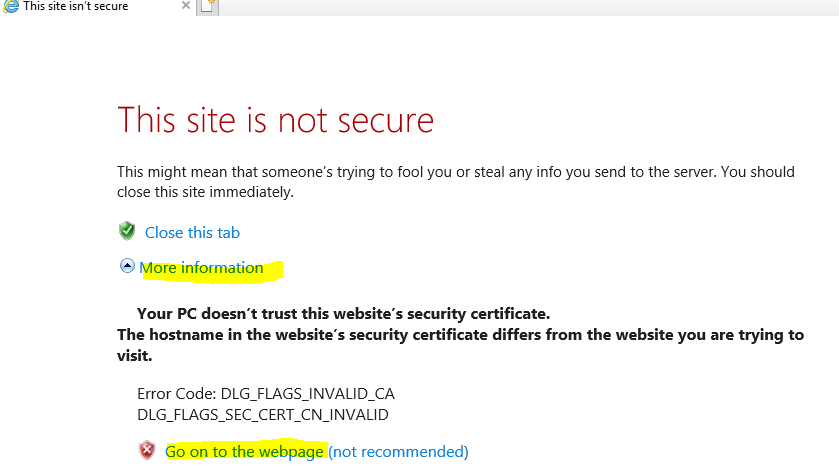 This site isn't secure
This site is not secure
This might mean that someone's trying to fool you or steal any info you send to the server. You should
close this site immediately.
Close this tab
More information
Your PC doesn't trust this website's security certificate.
The hostname in the website's security certificate differs from the website you are trying to
visit.
Error Code: DLG_FLAGS_INVALID_CA
DLG_FLAGS_SEC_CERT_CN_INVALID
Go on to the webpage (not recommended)